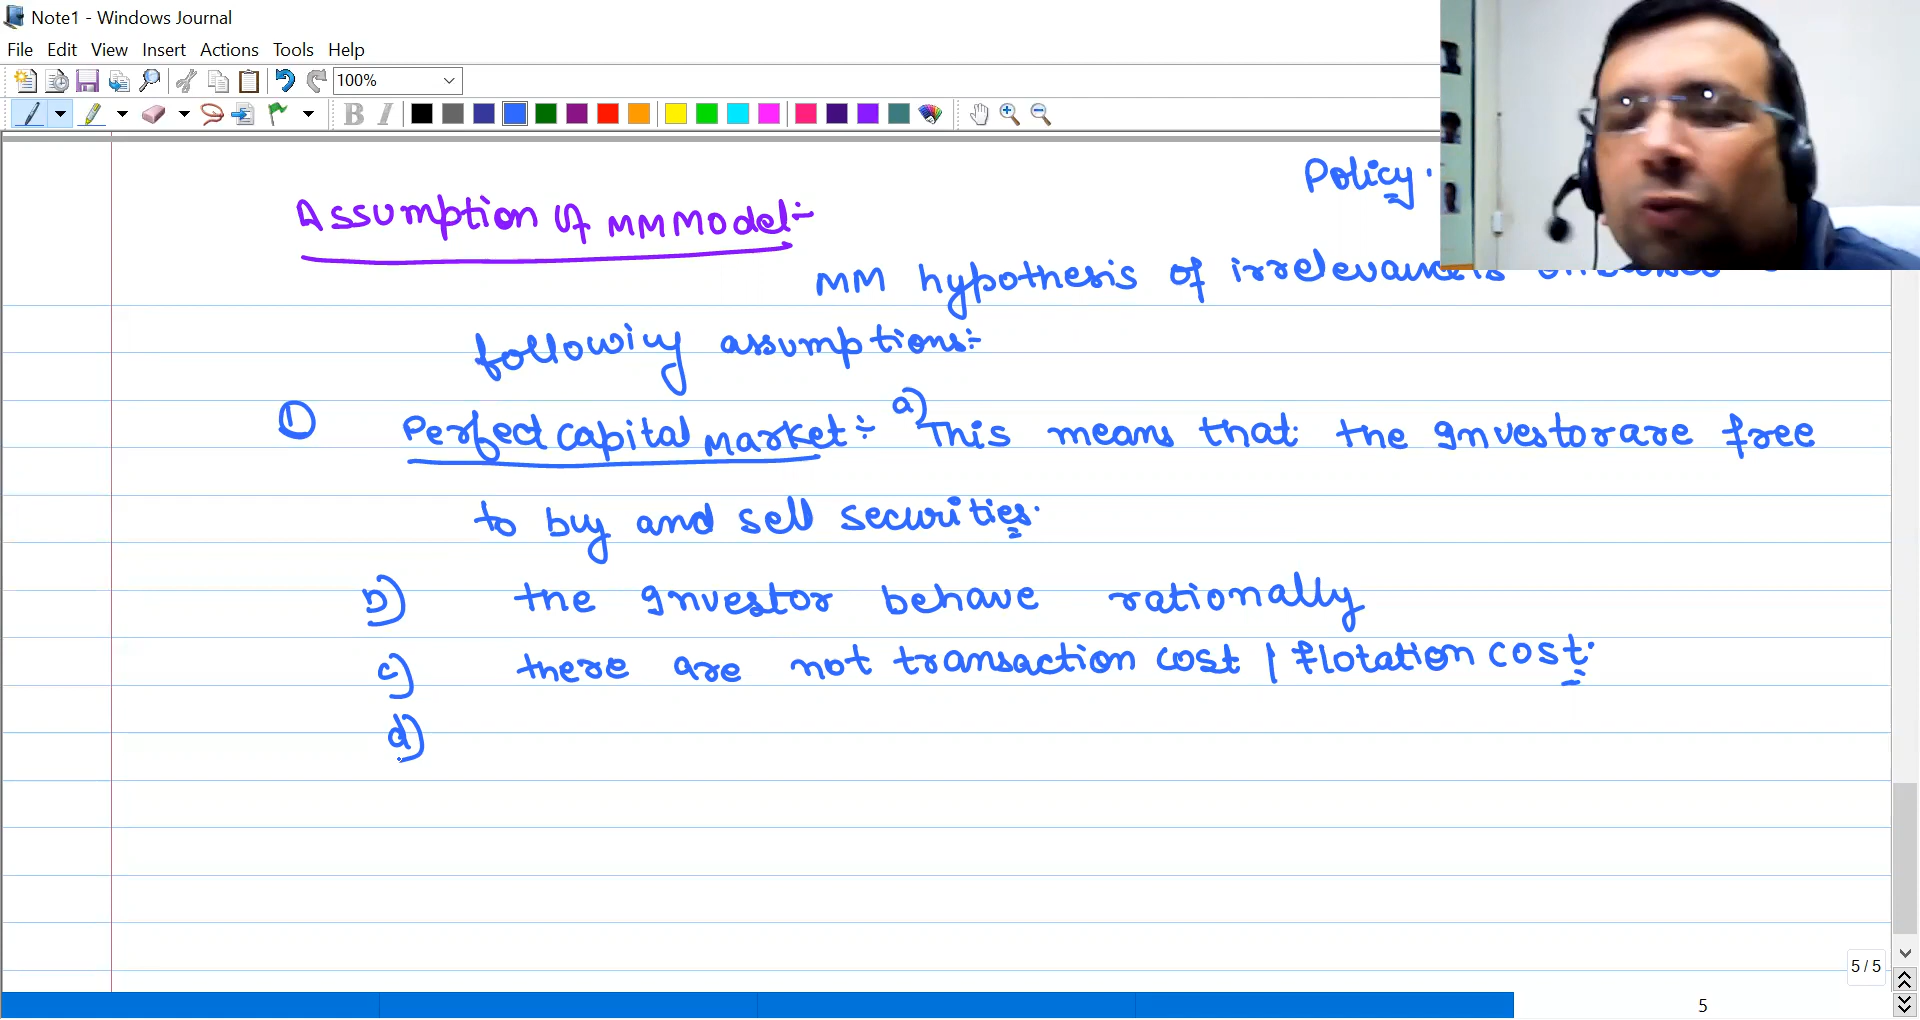 Note1 - Windows Journal
File Edit View Insert Actions Tools Help
100%
B I
Policy.
Assumption of MM Model:-
MM hypothesis of irrelevance is
following assumptions:-
① Perfect capital Market:- a) This means that the Investor are free
to buy and sell securities.
b) the Investor behave rationally
c) there are not transaction cost / flotation cost.
d)
5 / 5
5